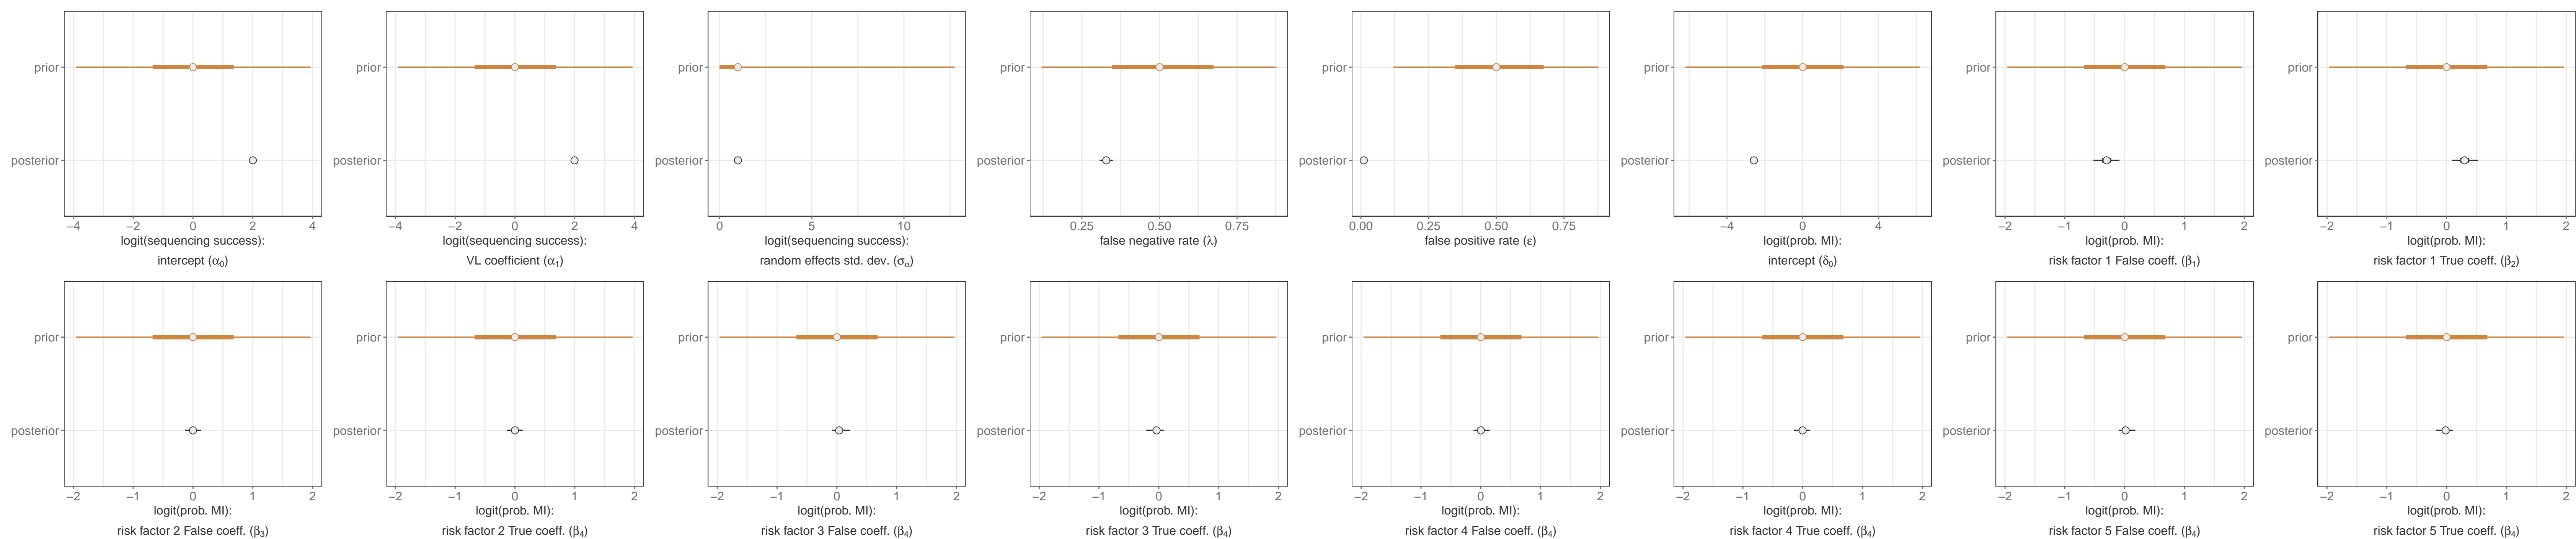 prior
posterior
−4 −2 0 2 4
logit(sequencing success):
intercept (α0)
prior
posterior
−4 −2 0 2 4
logit(sequencing success):
VL coefficient (α1)
prior
posterior
0 5 10
logit(sequencing success):
random effects std. dev. (σα)
prior
posterior
0.25 0.50 0.75
false negative rate (λ)
prior
posterior
0.00 0.25 0.50 0.75
false positive rate (ε)
prior
posterior
−4 0 4
logit(prob. MI):
intercept (δ0)
prior
posterior
−2 −1 0 1 2
logit(prob. MI):
risk factor 1 False coeff. (β1)
prior
posterior
−2 −1 0 1 2
logit(prob. MI):
risk factor 1 True coeff. (β2)
prior
posterior
−2 −1 0 1 2
logit(prob. MI):
risk factor 2 False coeff. (β3)
prior
posterior
−2 −1 0 1 2
logit(prob. MI):
risk factor 2 True coeff. (β4)
prior
posterior
−2 −1 0 1 2
logit(prob. MI):
risk factor 3 False coeff. (β4)
prior
posterior
−2 −1 0 1 2
logit(prob. MI):
risk factor 3 True coeff. (β4)
prior
posterior
−2 −1 0 1 2
logit(prob. MI):
risk factor 4 False coeff. (β4)
prior
posterior
−2 −1 0 1 2
logit(prob. MI):
risk factor 4 True coeff. (β4)
prior
posterior
−2 −1 0 1 2
logit(prob. MI):
risk factor 5 False coeff. (β4)
prior
posterior
−2 −1 0 1 2
logit(prob. MI):
risk factor 5 True coeff. (β4)